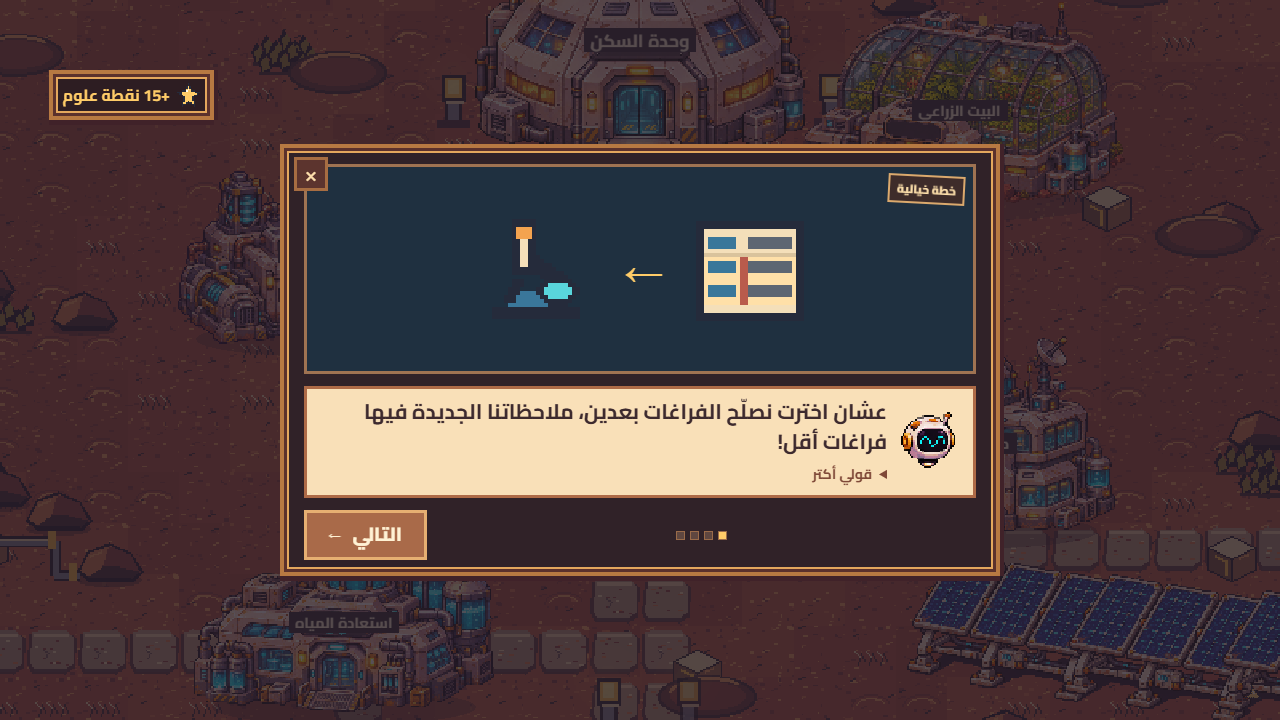 وحدة السكن
+15 نقطة علوم
البيت الزراعي
×
خطة خيالية
←
عشان اخترت نصلّح الفراغات بعدين، ملاحظاتنا الجديدة فيها
فراغات أقل!
◄ قولي أكتر
التالي ←
استعادة المياه